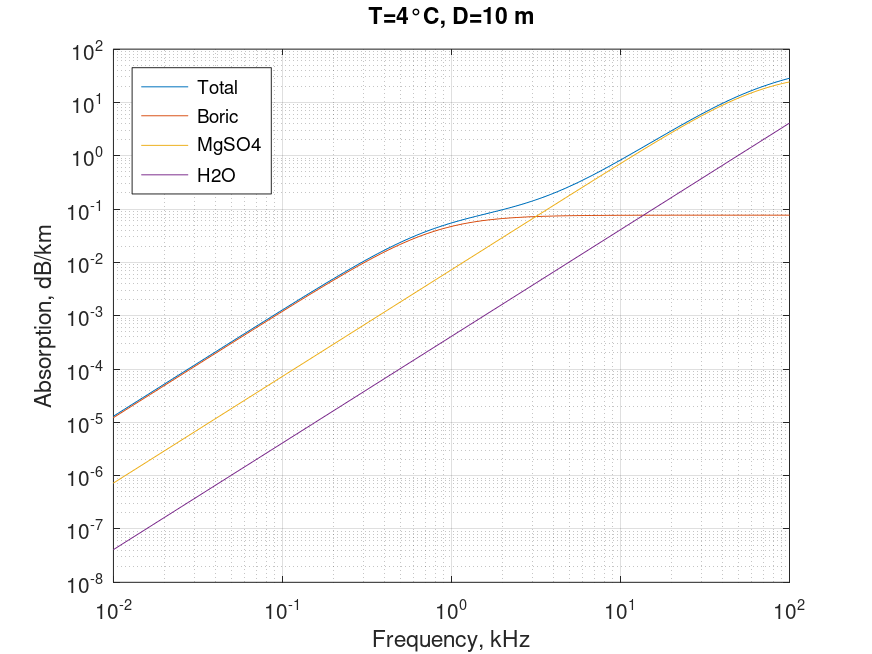 T=4°C, D=10 m
10^2
10^1
10^0
10^-1
10^-2
10^-3
10^-4
10^-5
10^-6
10^-7
10^-8
Total
Boric
MgSO4
H2O
Absorption, dB/km
10^-2 10^-1 10^0 10^1 10^2
Frequency, kHz